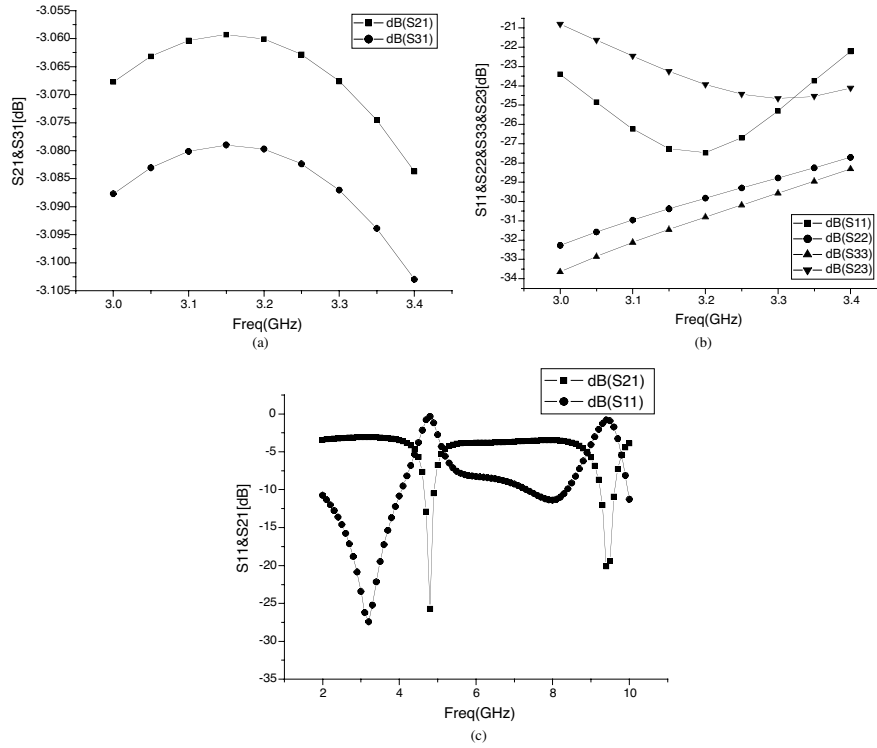 -3.055
-3.060
-3.065
-3.070
-3.075
-3.080
-3.085
-3.090
-3.095
-3.100
-3.105
S21&S31[dB]
dB(S21)
dB(S31)
3.0
3.1
3.2
3.3
3.4
Freq(GHz)
(a)
-21
-22
-23
-24
-25
-26
-27
-28
-29
-30
-31
-32
-33
-34
S11&S22&S33&S23[dB]
dB(S11)
dB(S22)
dB(S33)
dB(S23)
3.0
3.1
3.2
3.3
3.4
Freq(GHz)
(b)
dB(S21)
dB(S11)
0
-5
-10
-15
-20
-25
-30
-35
S11&S21[dB]
2
4
6
8
10
Freq(GHz)
(c)